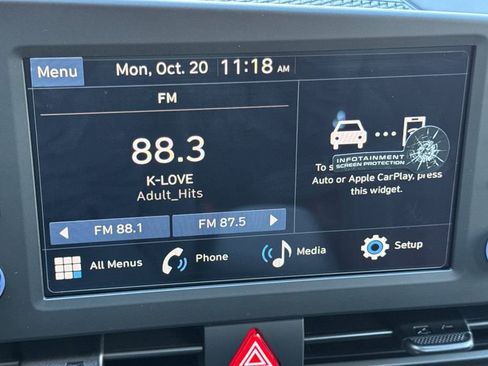 Menu
Mon, Oct. 20 11:18 AM
FM
88.3
K-LOVE
Adult_Hits
FM 88.1
FM 87.5
INFOTAINMENT
SCREEN PROTECTION
To s
Auto or Apple CarPlay, press
this widget.
All Menus
Phone
Media
Setup